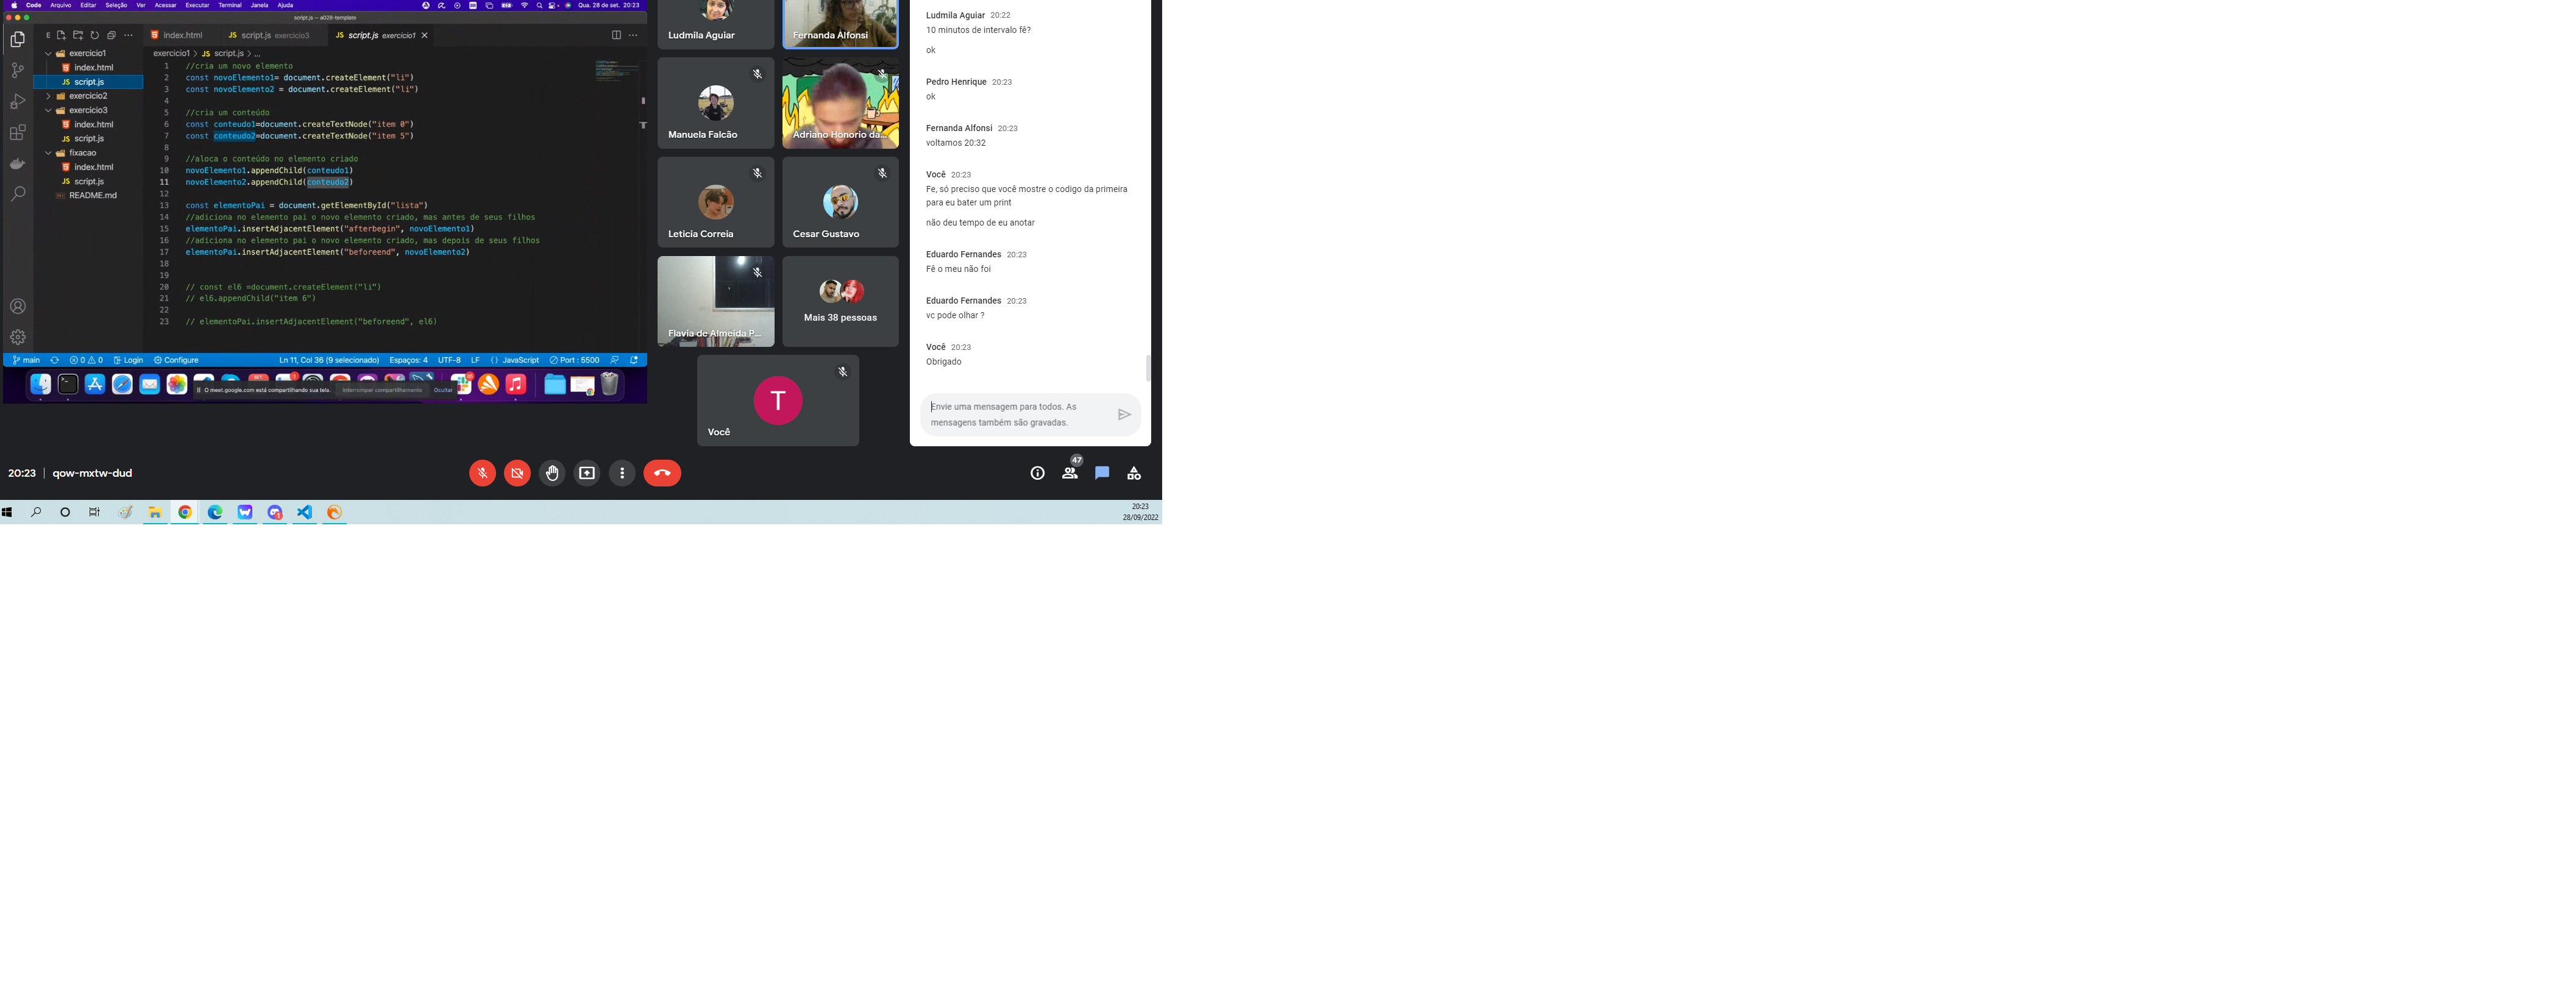 Code Arquivo Editar Seleção Ver Acessar Executar Terminal Janela Ajuda Qua. 28 de set. 20:23
script.js — a028-template
E
index.html
JS script.js exercicio3
JS script.js exercicio1
exercicio1
index.html
JS script.js
exercicio2
exercicio3
index.html
JS script.js
fixacao
index.html
JS script.js
README.md
exercicio1 > JS script.js > ...
1 //cria um novo elemento
2 const novoElemento1= document.createElement("li")
3 const novoElemento2 = document.createElement("li")
4
5 //cria um conteúdo
6 const conteudo1=document.createTextNode("item 0")
7 const conteudo2=document.createTextNode("item 5")
8
9 //aloca o conteúdo no elemento criado
10 novoElemento1.appendChild(conteudo1)
11 novoElemento2.appendChild(conteudo2)
12
13 const elementoPai = document.getElementById("lista")
14 //adiciona no elemento pai o novo elemento criado, mas antes de seus filhos
15 elementoPai.insertAdjacentElement("afterbegin", novoElemento1)
16 //adiciona no elemento pai o novo elemento criado, mas depois de seus filhos
17 elementoPai.insertAdjacentElement("beforeend", novoElemento2)
18
19
20 // const el6 =document.createElement("li")
21 // el6.appendChild("item 6")
22
23 // elementoPai.insertAdjacentElement("beforeend", el6)
main 0 0 Login Configure Ln 11, Col 36 (9 selecionado) Espaços: 4 UTF-8 LF JavaScript Port : 5500
O meet.google.com está compartilhando sua tela. Interromper compartilhamento Ocultar
Ludmila Aguiar
Fernanda Alfonsi
Manuela Falcão
Adriano Honorio da...
Leticia Correia
Cesar Gustavo
Flavia de Almeida P...
Mais 38 pessoas
T
Você
Ludmila Aguiar 20:22
10 minutos de intervalo fê?
ok
Pedro Henrique 20:23
ok
Fernanda Alfonsi 20:23
voltamos 20:32
Você 20:23
Fe, só preciso que você mostre o codigo da primeira
para eu bater um print
não deu tempo de eu anotar
Eduardo Fernandes 20:23
Fê o meu não foi
Eduardo Fernandes 20:23
vc pode olhar ?
Você 20:23
Obrigado
Envie uma mensagem para todos. As
mensagens também são gravadas.
20:23 | qow-mxtw-dud
47
20:23
28/09/2022